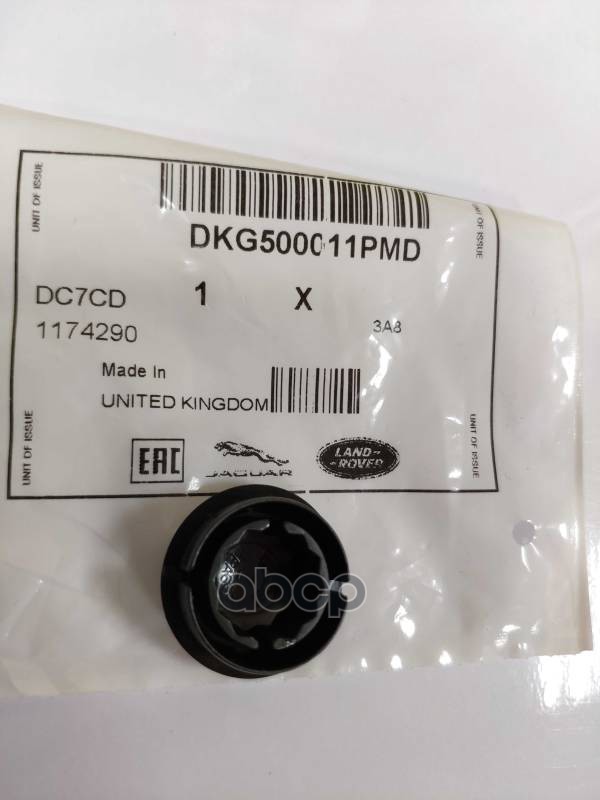 DKG500011PMD
UNIT OF ISSUE
UNIT OF ISSUE
DC7CD 1 X
1174290 3A8
Made In
UNITED KINGDOM
UNIT OF ISSUE
UNIT OF ISSUE
EAC JAGUAR LAND ROVER
abcp